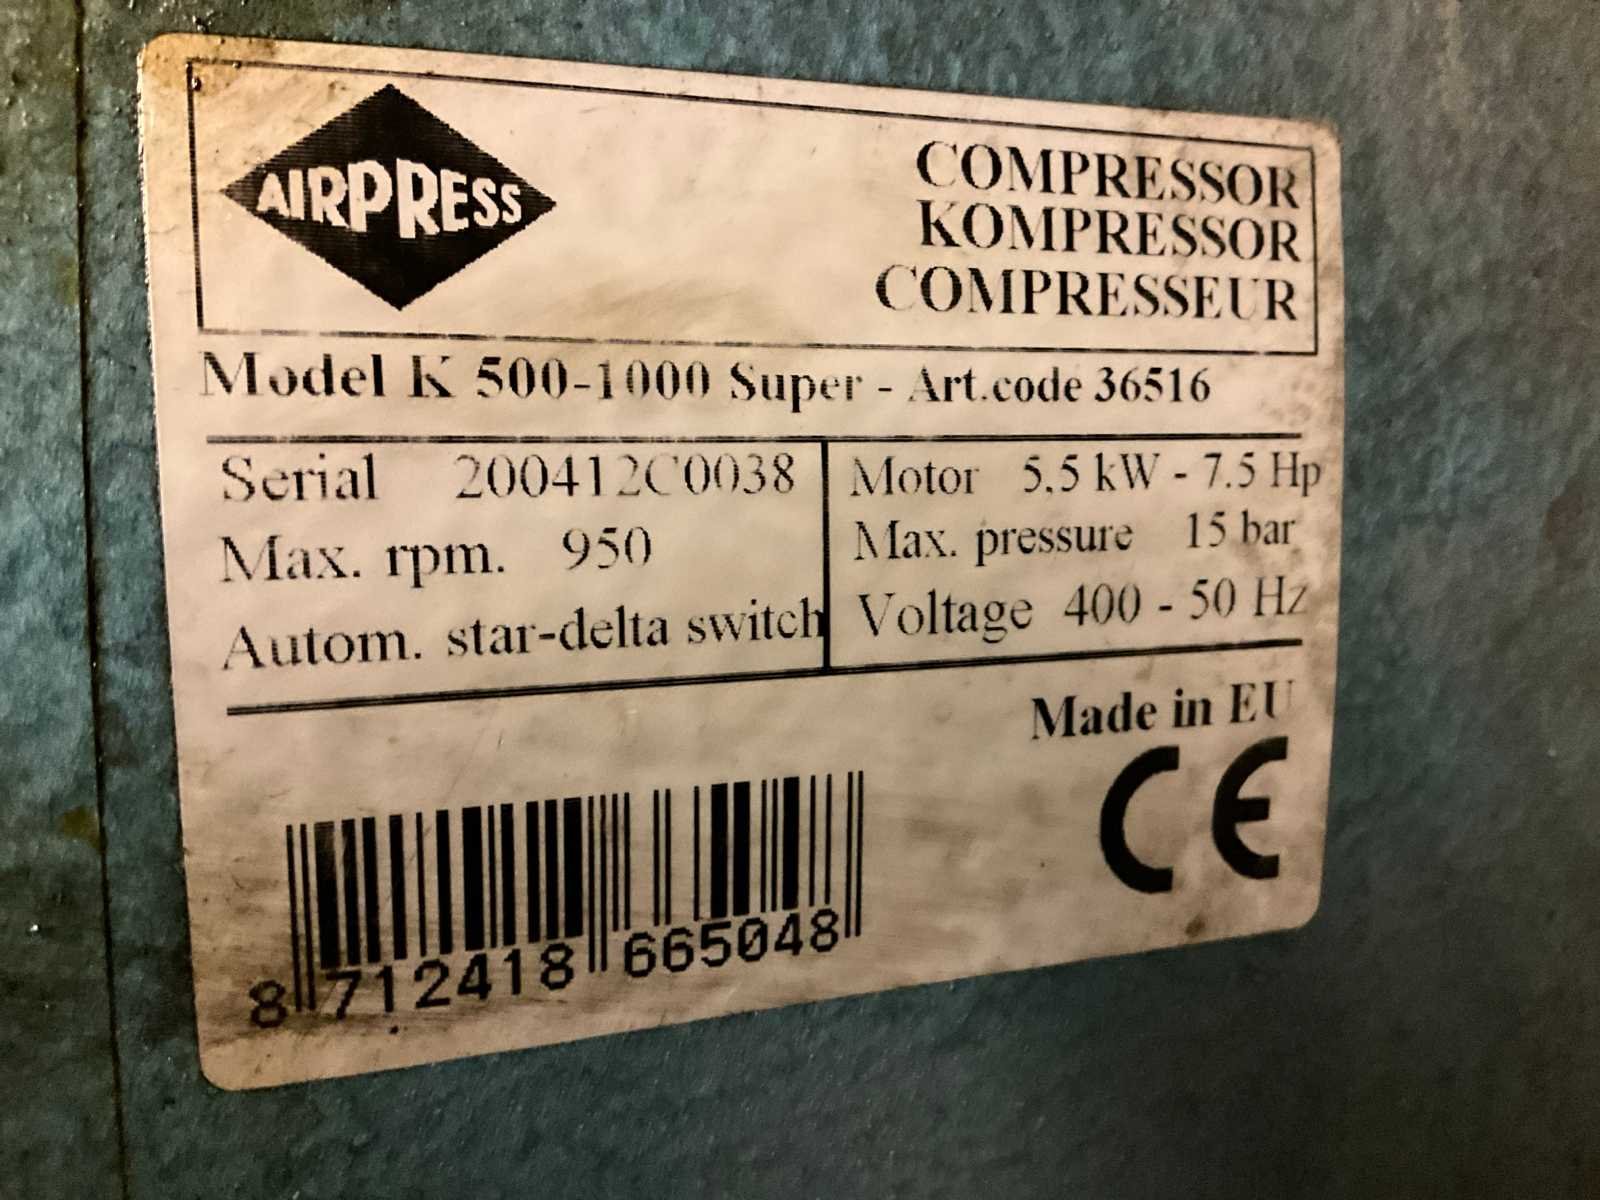 AIRPRESS
COMPRESSOR
KOMPRESSOR
COMPRESSEUR
Model K 500-1000 Super - Art.code 36516
Serial 200412C0038
Max. rpm. 950
Autom. star-delta switch
Motor 5.5 kW - 7.5 Hp
Max. pressure 15 bar
Voltage 400 - 50 Hz
Made in EU
CE
8 712418 665048